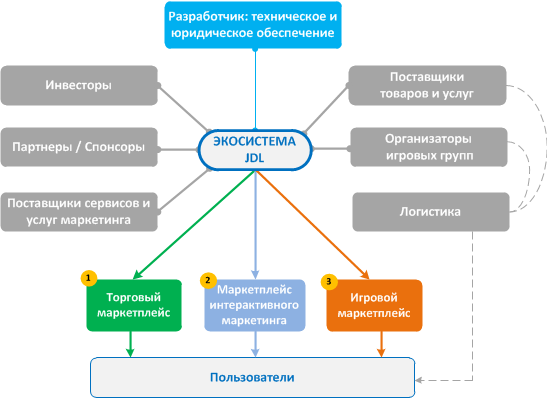 Разработчик: техническое и
юридическое обеспечение
Инвесторы
Поставщики
товаров и услуг
ЭКОСИСТЕМА
JDL
Партнеры / Спонсоры
Организаторы
игровых групп
Поставщики сервисов и
услуг маркетинга
Логистика
1
Торговый
маркетплейс
2
Маркетплейс
интерактивного
маркетинга
3
Игровой
маркетплейс
Пользователи